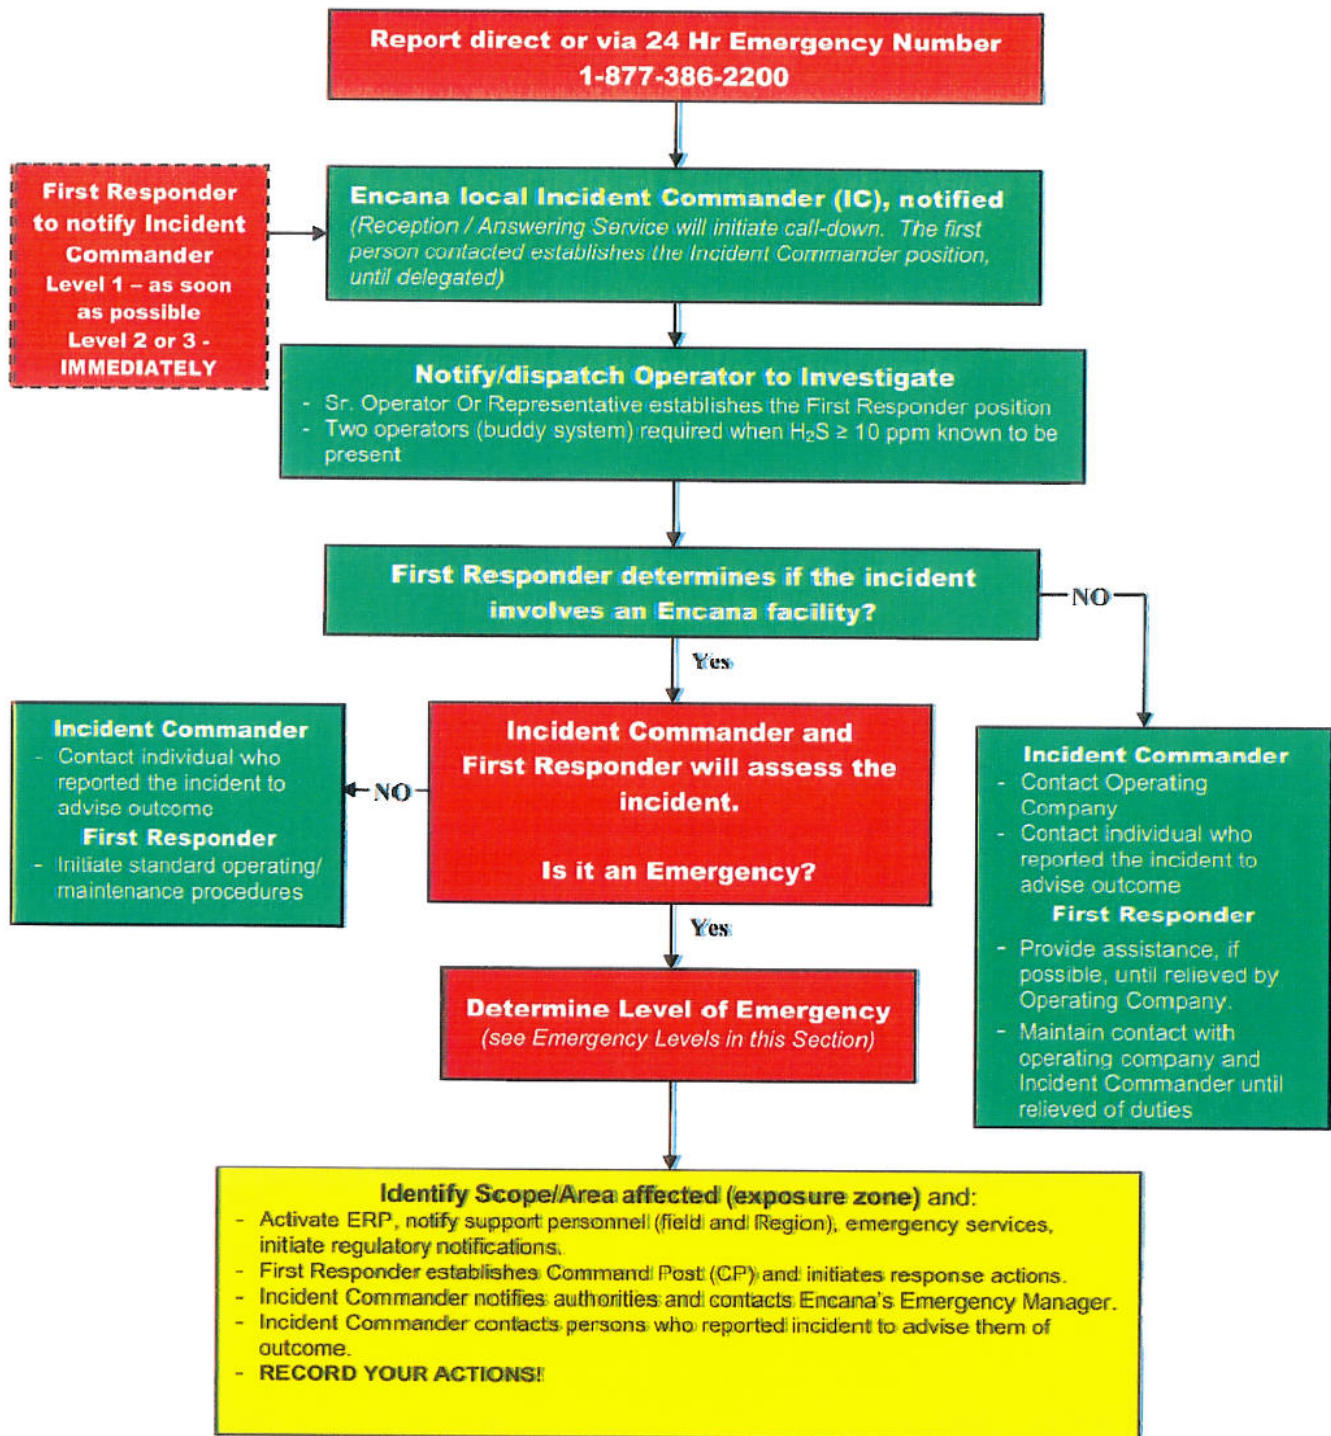 Report direct or via 24 Hr Emergency Number
1-877-386-2200
First Responder
to notify Incident
Commander
Level 1 – as soon
as possible
Level 2 or 3 -
IMMEDIATELY
Encana local Incident Commander (IC), notified
(Reception / Answering Service will initiate call-down.  The first
person contacted establishes the Incident Commander position,
until delegated)
Notify/dispatch Operator to Investigate
- Sr. Operator Or Representative establishes the First Responder position
- Two operators (buddy system) required when H₂S ≥ 10 ppm known to be
present
First Responder determines if the incident
involves an Encana facility?
NO
Yes
Incident Commander
- Contact individual who
reported the incident to
advise outcome
First Responder
- Initiate standard operating/
maintenance procedures
NO
Incident Commander and
First Responder will assess the
incident.
Is it an Emergency?
Incident Commander
- Contact Operating
Company
- Contact individual who
reported the incident to
advise outcome
First Responder
- Provide assistance, if
possible, until relieved by
Operating Company.
- Maintain contact with
operating company and
Incident Commander until
relieved of duties
Yes
Determine Level of Emergency
(see Emergency Levels in this Section)
Identify Scope/Area affected (exposure zone) and:
- Activate ERP, notify support personnel (field and Region), emergency services,
initiate regulatory notifications.
- First Responder establishes Command Post (CP) and initiates response actions.
- Incident Commander notifies authorities and contacts Encana's Emergency Manager.
- Incident Commander contacts persons who reported incident to advise them of
outcome.
- RECORD YOUR ACTIONS!